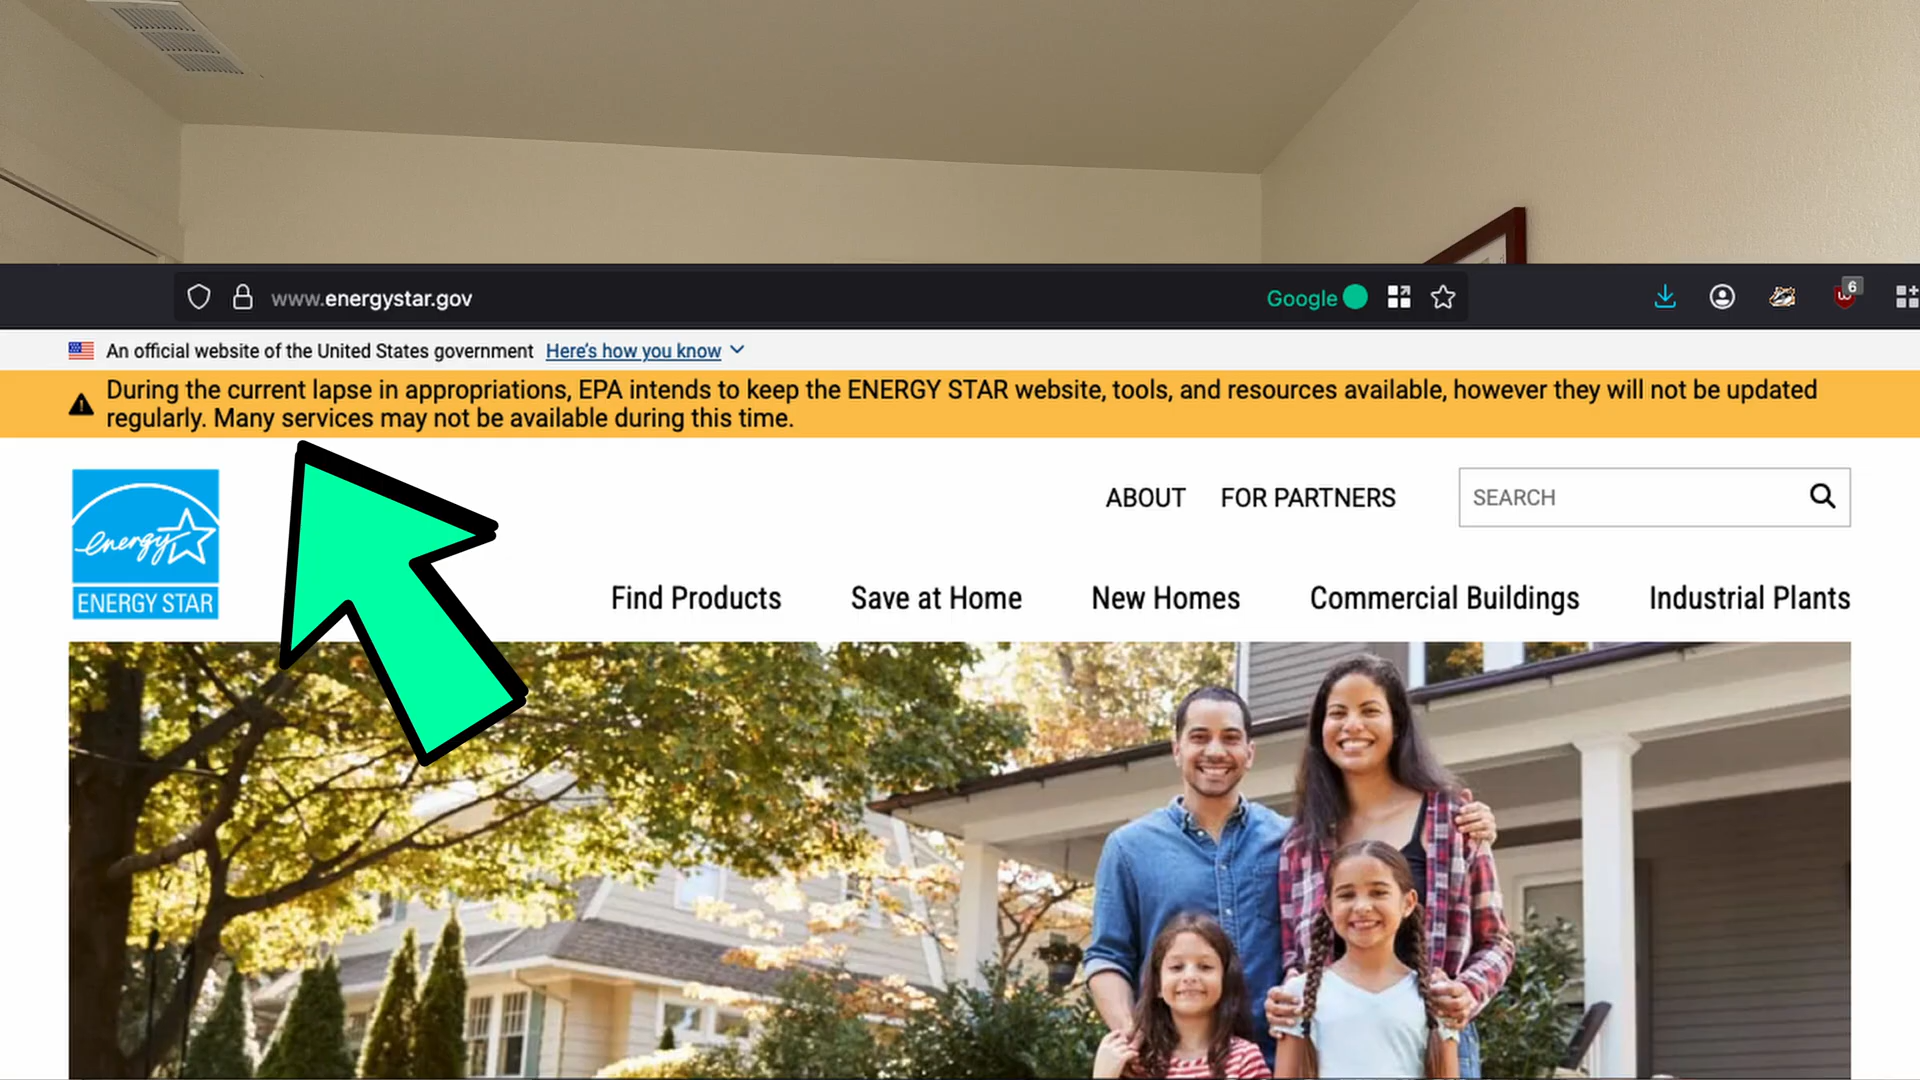 www.energystar.gov
Google
6
An official website of the United States government Here's how you know
During the current lapse in appropriations, EPA intends to keep the ENERGY STAR website, tools, and resources available, however they will not be updated
regularly. Many services may not be available during this time.
energy
ENERGY STAR
ABOUT FOR PARTNERS SEARCH
Find Products Save at Home New Homes Commercial Buildings Industrial Plants